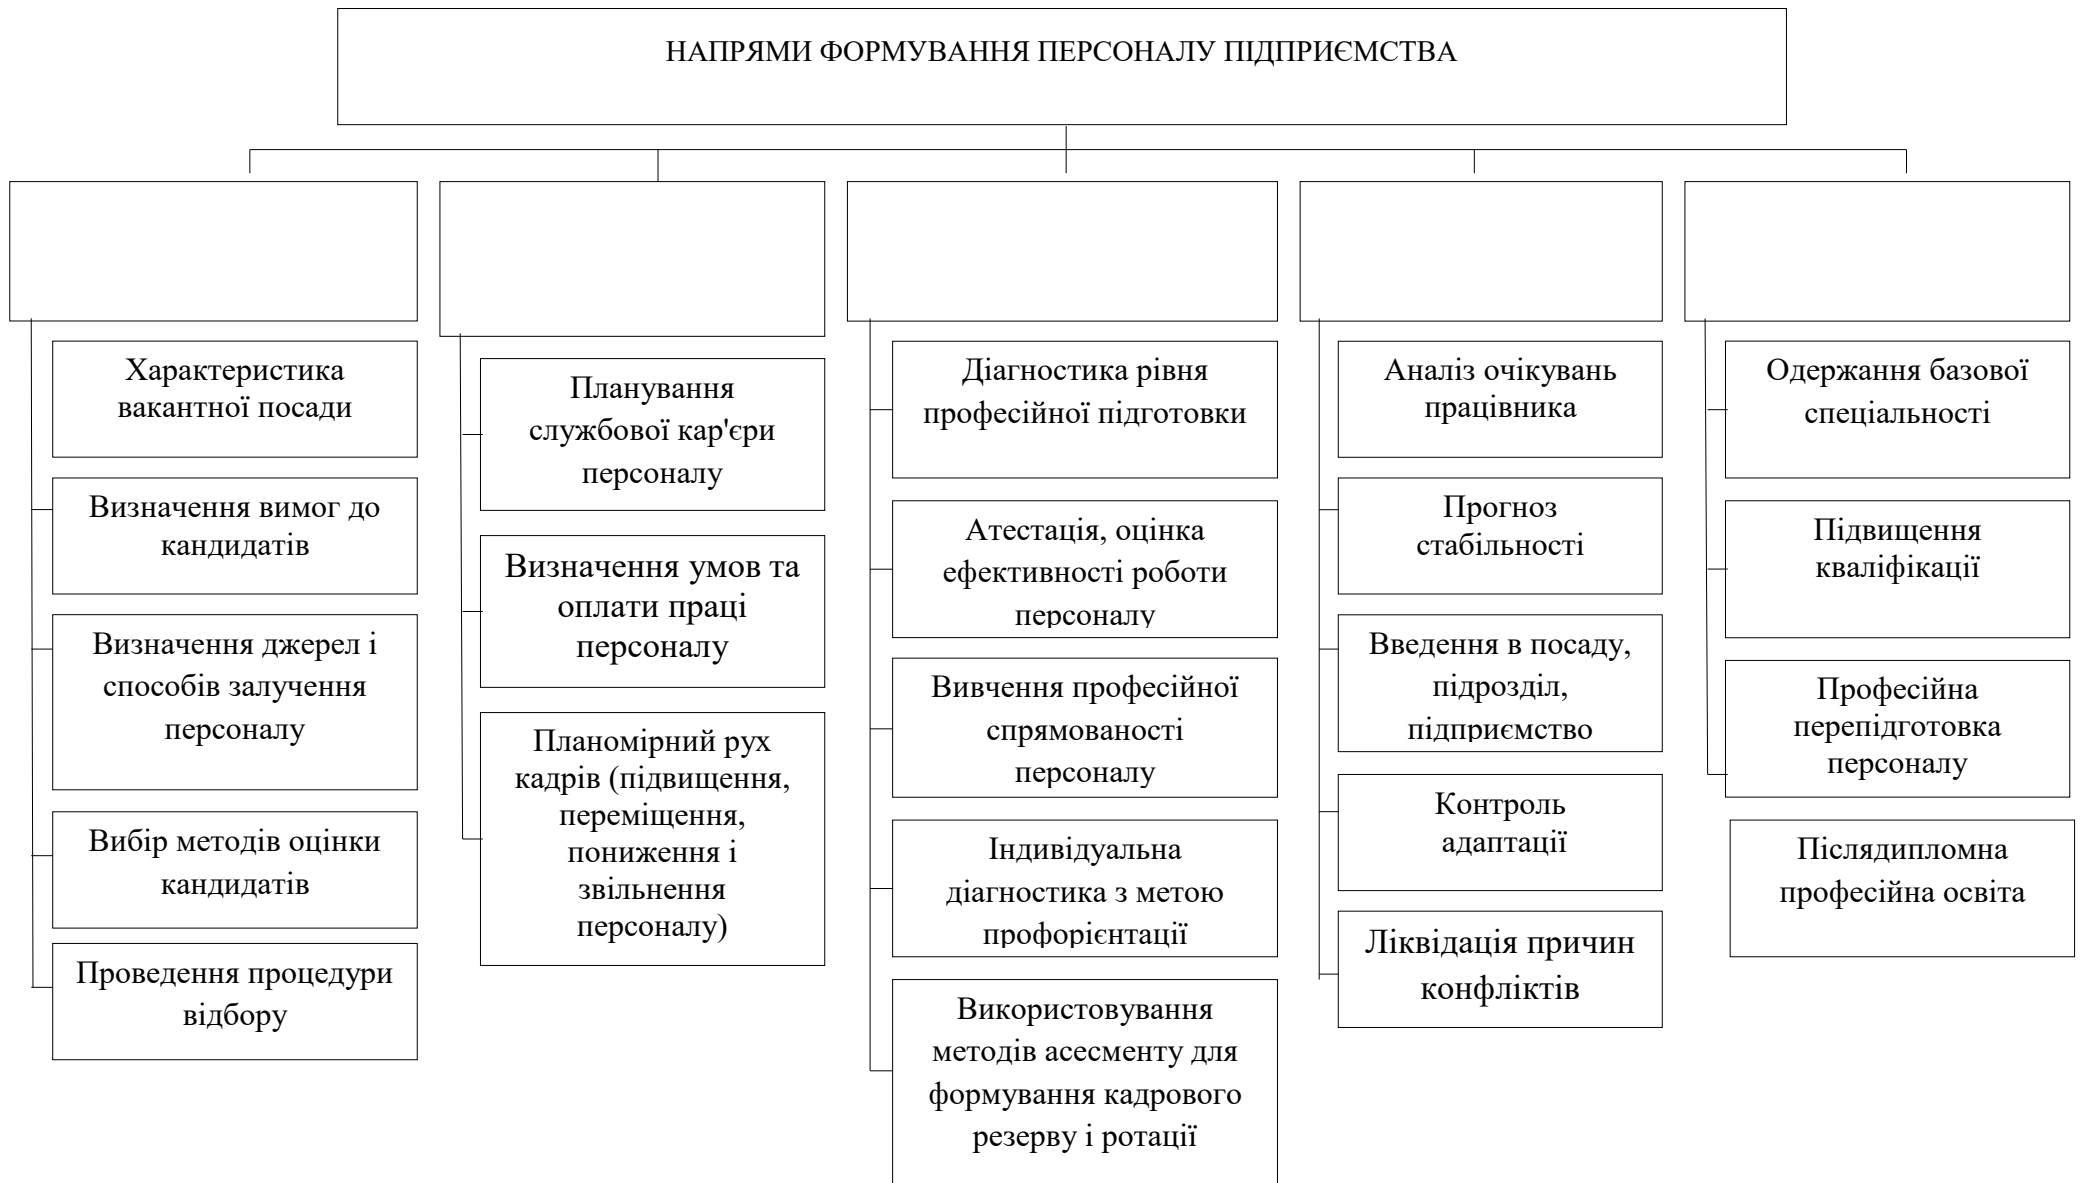 НАПРЯМИ ФОРМУВАННЯ ПЕРСОНАЛУ ПІДПРИЄМСТВА
Характеристика
вакантної посади
Визначення вимог до
кандидатів
Визначення джерел і
способів залучення
персоналу
Вибір методів оцінки
кандидатів
Проведення процедури
відбору
Планування
службової кар'єри
персоналу
Визначення умов та
оплати праці
персоналу
Планомірний рух
кадрів (підвищення,
переміщення,
пониження і
звільнення
персоналу)
Діагностика рівня
професійної підготовки
Атестація, оцінка
ефективності роботи
персоналу
Вивчення професійної
спрямованості
персоналу
Індивідуальна
діагностика з метою
профорієнтації
Використовування
методів асесменту для
формування кадрового
резерву і ротації
Аналіз очікувань
працівника
Прогноз
стабільності
Введення в посаду,
підрозділ,
підприємство
Контроль
адаптації
Ліквідація причин
конфліктів
Одержання базової
спеціальності
Підвищення
кваліфікації
Професійна
перепідготовка
персоналу
Післядипломна
професійна освіта